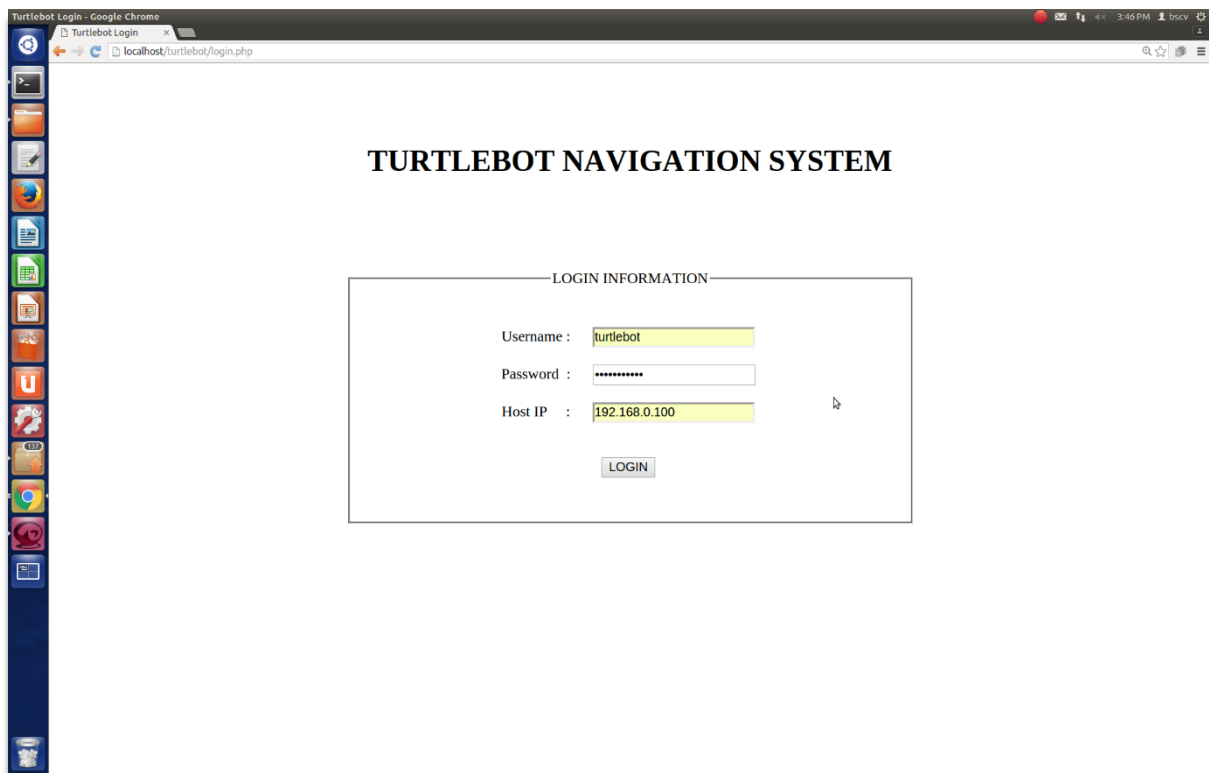 Turtlebot Login - Google Chrome
3:46 PM bscv
Turtlebot Login ×
localhost/turtlebot/login.php
TURTLEBOT NAVIGATION SYSTEM
LOGIN INFORMATION
Username : turtlebot
Password : •••••••••••
Host IP : 192.168.0.100
LOGIN
137